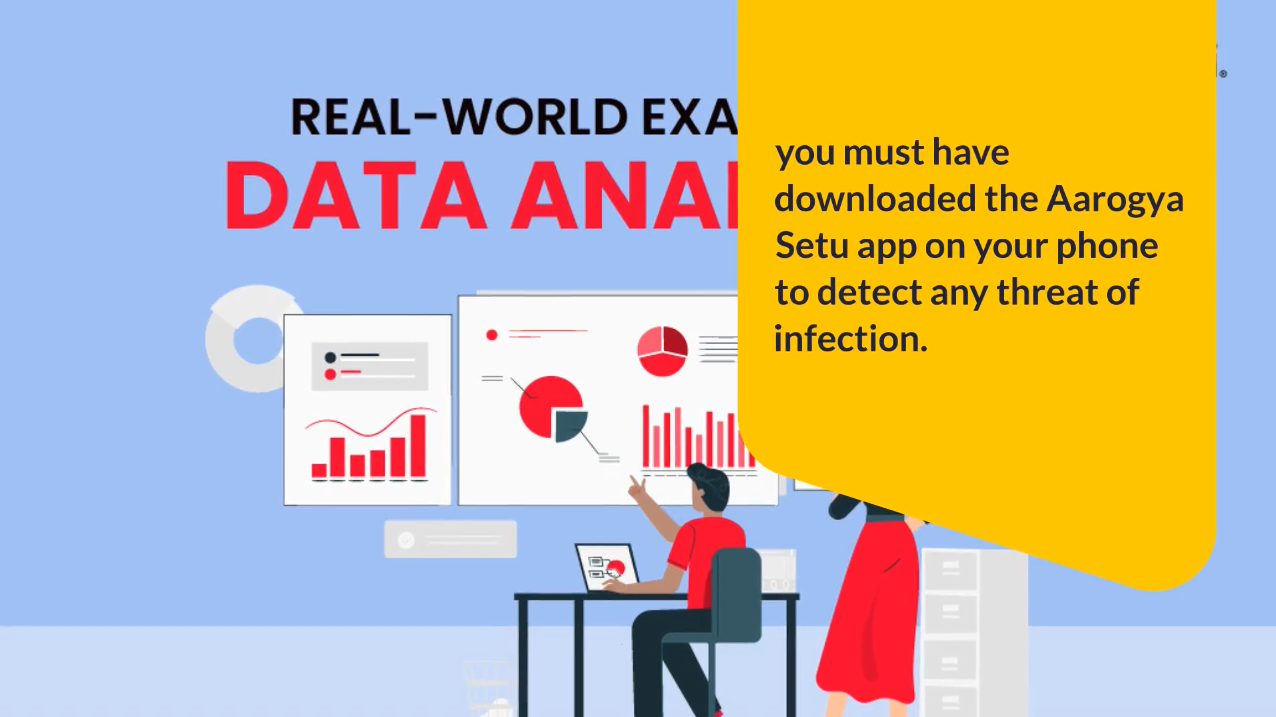 REAL-WORLD EXA
DATA ANA
you must have
downloaded the Aarogya
Setu app on your phone
to detect any threat of
infection.
®